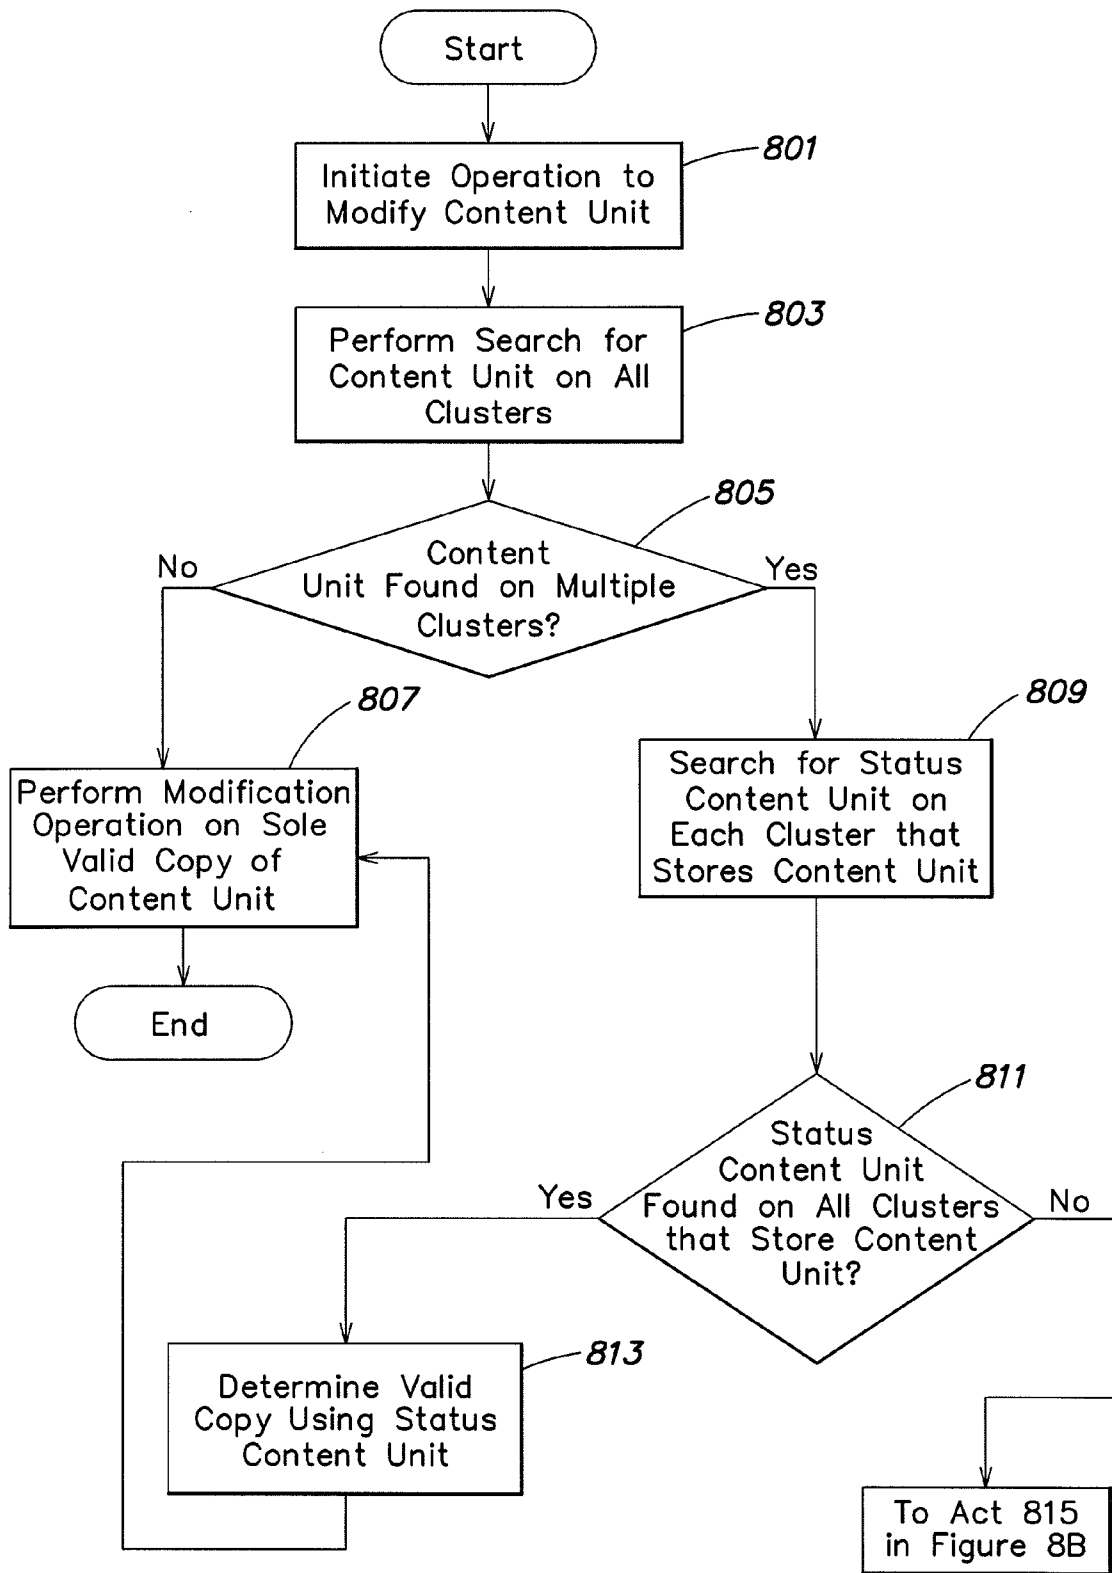 Start
801
Initiate Operation to
Modify Content Unit
803
Perform Search for
Content Unit on All
Clusters
805
Content
Unit Found on Multiple
Clusters?
No
Yes
807
Perform Modification
Operation on Sole
Valid Copy of
Content Unit
End
809
Search for Status
Content Unit on
Each Cluster that
Stores Content Unit
811
Status
Content Unit
Found on All Clusters
that Store Content
Unit?
Yes
No
813
Determine Valid
Copy Using Status
Content Unit
To Act 815
in Figure 8B